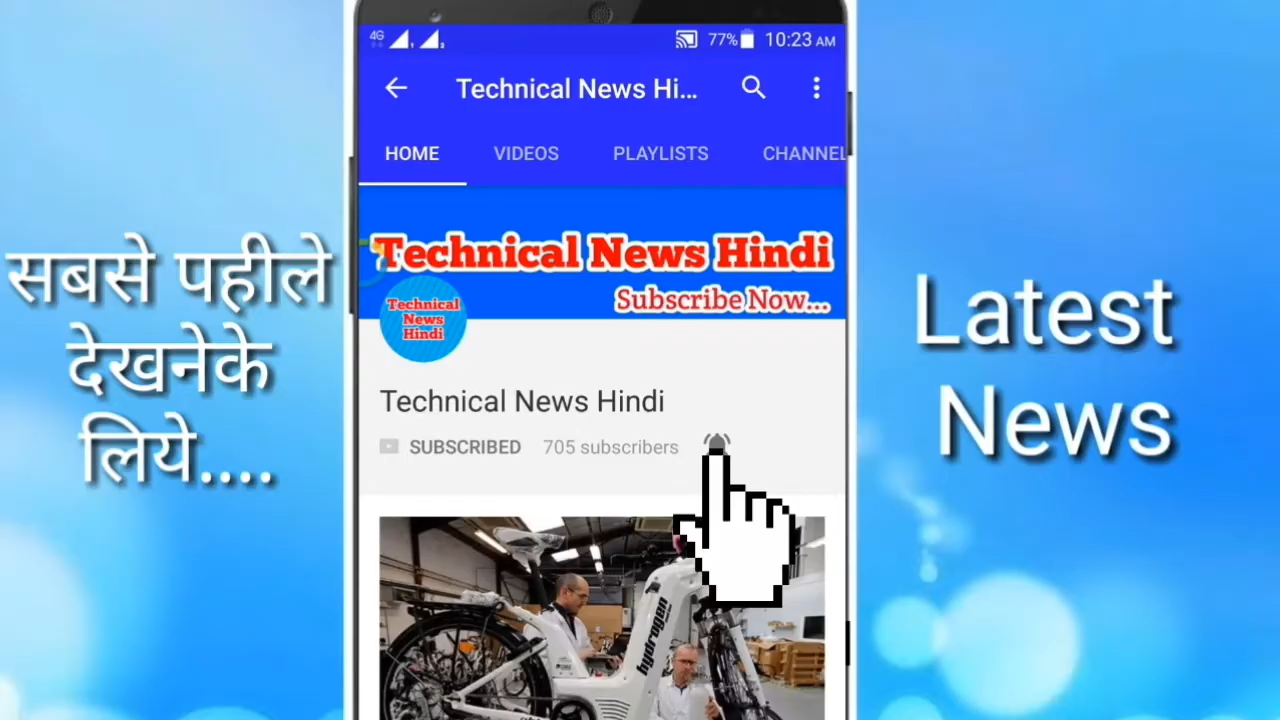 4G
77%
10:23 AM
Technical News Hi...
HOME
VIDEOS
PLAYLISTS
CHANNEL
Technical News Hindi
Subscribe Now...
Technical
News
Hindi
Technical News Hindi
SUBSCRIBED
705 subscribers
सबसे पहीले
देखनेके
लिये....
Latest
News
hydrogen